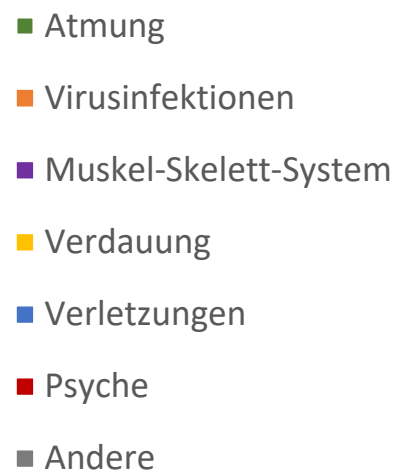 Atmung
Virusinfektionen
Muskel-Skelett-System
Verdauung
Verletzungen
Psyche
Andere